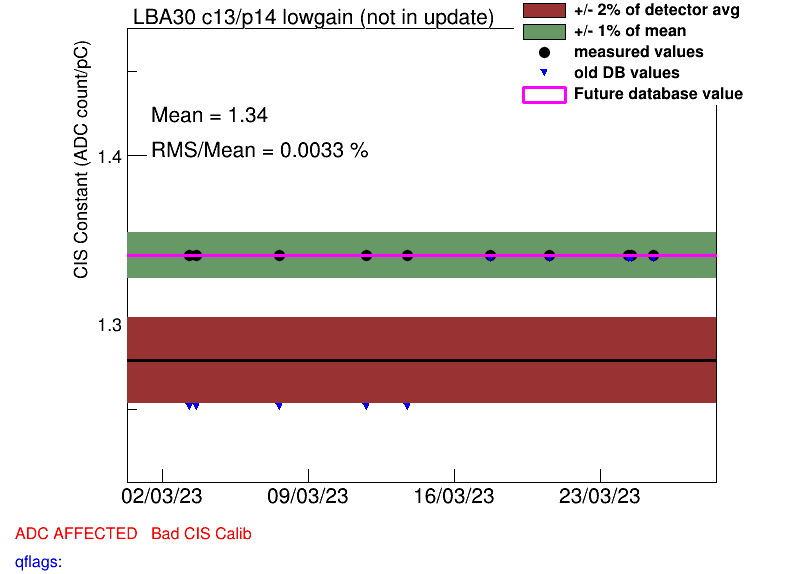 LBA30 c13/p14 lowgain (not in update)
+/- 2% of detector avg
+/- 1% of mean
measured values
old DB values
Future database value
CIS Constant (ADC count/pC)
Mean = 1.34
RMS/Mean = 0.0033 %
1.4
1.3
02/03/23 09/03/23 16/03/23 23/03/23
ADC AFFECTED Bad CIS Calib
qflags: